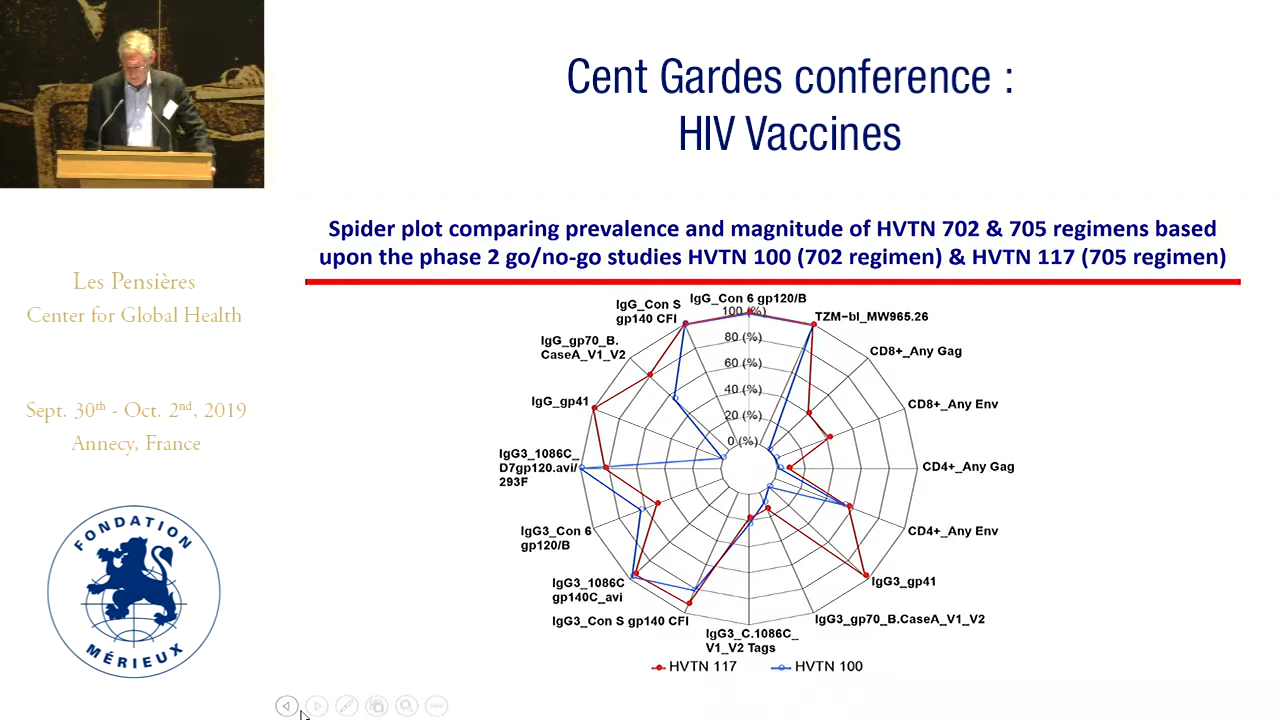 Cent Gardes conference :
HIV Vaccines
Les Pensières
Center for Global Health
Sept. 30th - Oct. 2nd, 2019
Annecy, France
FONDATION
MÉRIEUX
Spider plot comparing prevalence and magnitude of HVTN 702 & 705 regimens based
upon the phase 2 go/no-go studies HVTN 100 (702 regimen) & HVTN 117 (705 regimen)
IgG_Con 6 gp120/B
100 (%)
80 (%)
60 (%)
40 (%)
20 (%)
0 (%)
TZM−bl_MW965.26
CD8+_Any Gag
CD8+_Any Env
CD4+_Any Gag
CD4+_Any Env
IgG3_gp41
IgG3_gp70_B.CaseA_V1_V2
IgG3_C.1086C_
V1_V2 Tags
IgG3_Con S gp140 CFI
IgG3_1086C
gp140C_avi
IgG3_Con 6
gp120/B
IgG3_1086C_
D7gp120.avi/
293F
IgG_gp41
IgG_gp70_B.
CaseA_V1_V2
IgG_Con S
gp140 CFI
HVTN 117
HVTN 100